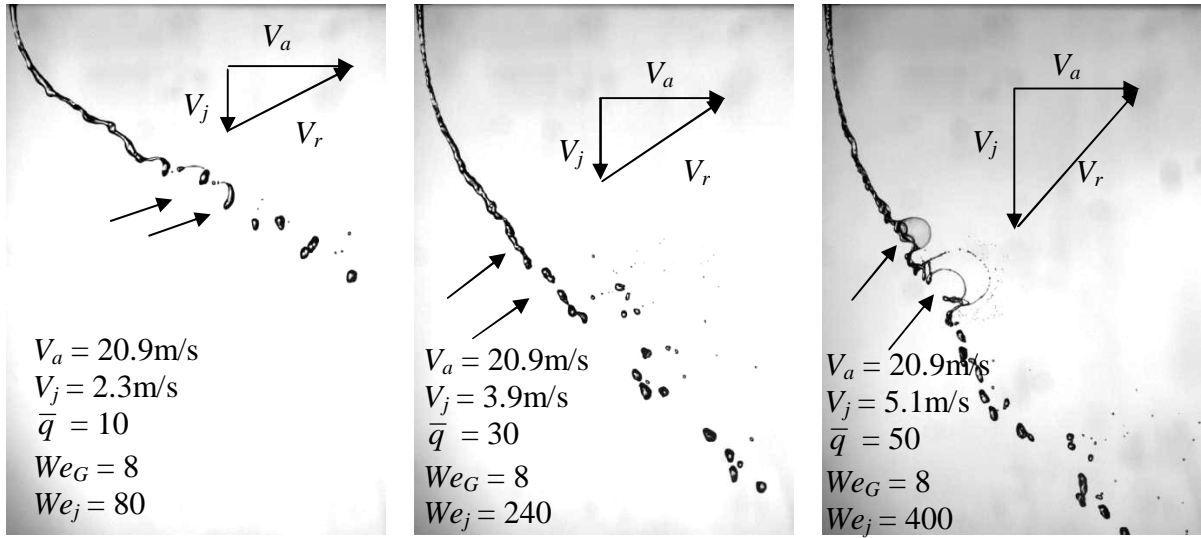 V_a
V_j
V_r
V_a = 20.9m/s
V_j = 2.3m/s
q̅ = 10
We_G = 8
We_j = 80
V_a
V_j
V_r
V_a = 20.9m/s
V_j = 3.9m/s
q̅ = 30
We_G = 8
We_j = 240
V_a
V_j
V_r
V_a = 20.9m/s
V_j = 5.1m/s
q̅ = 50
We_G = 8
We_j = 400